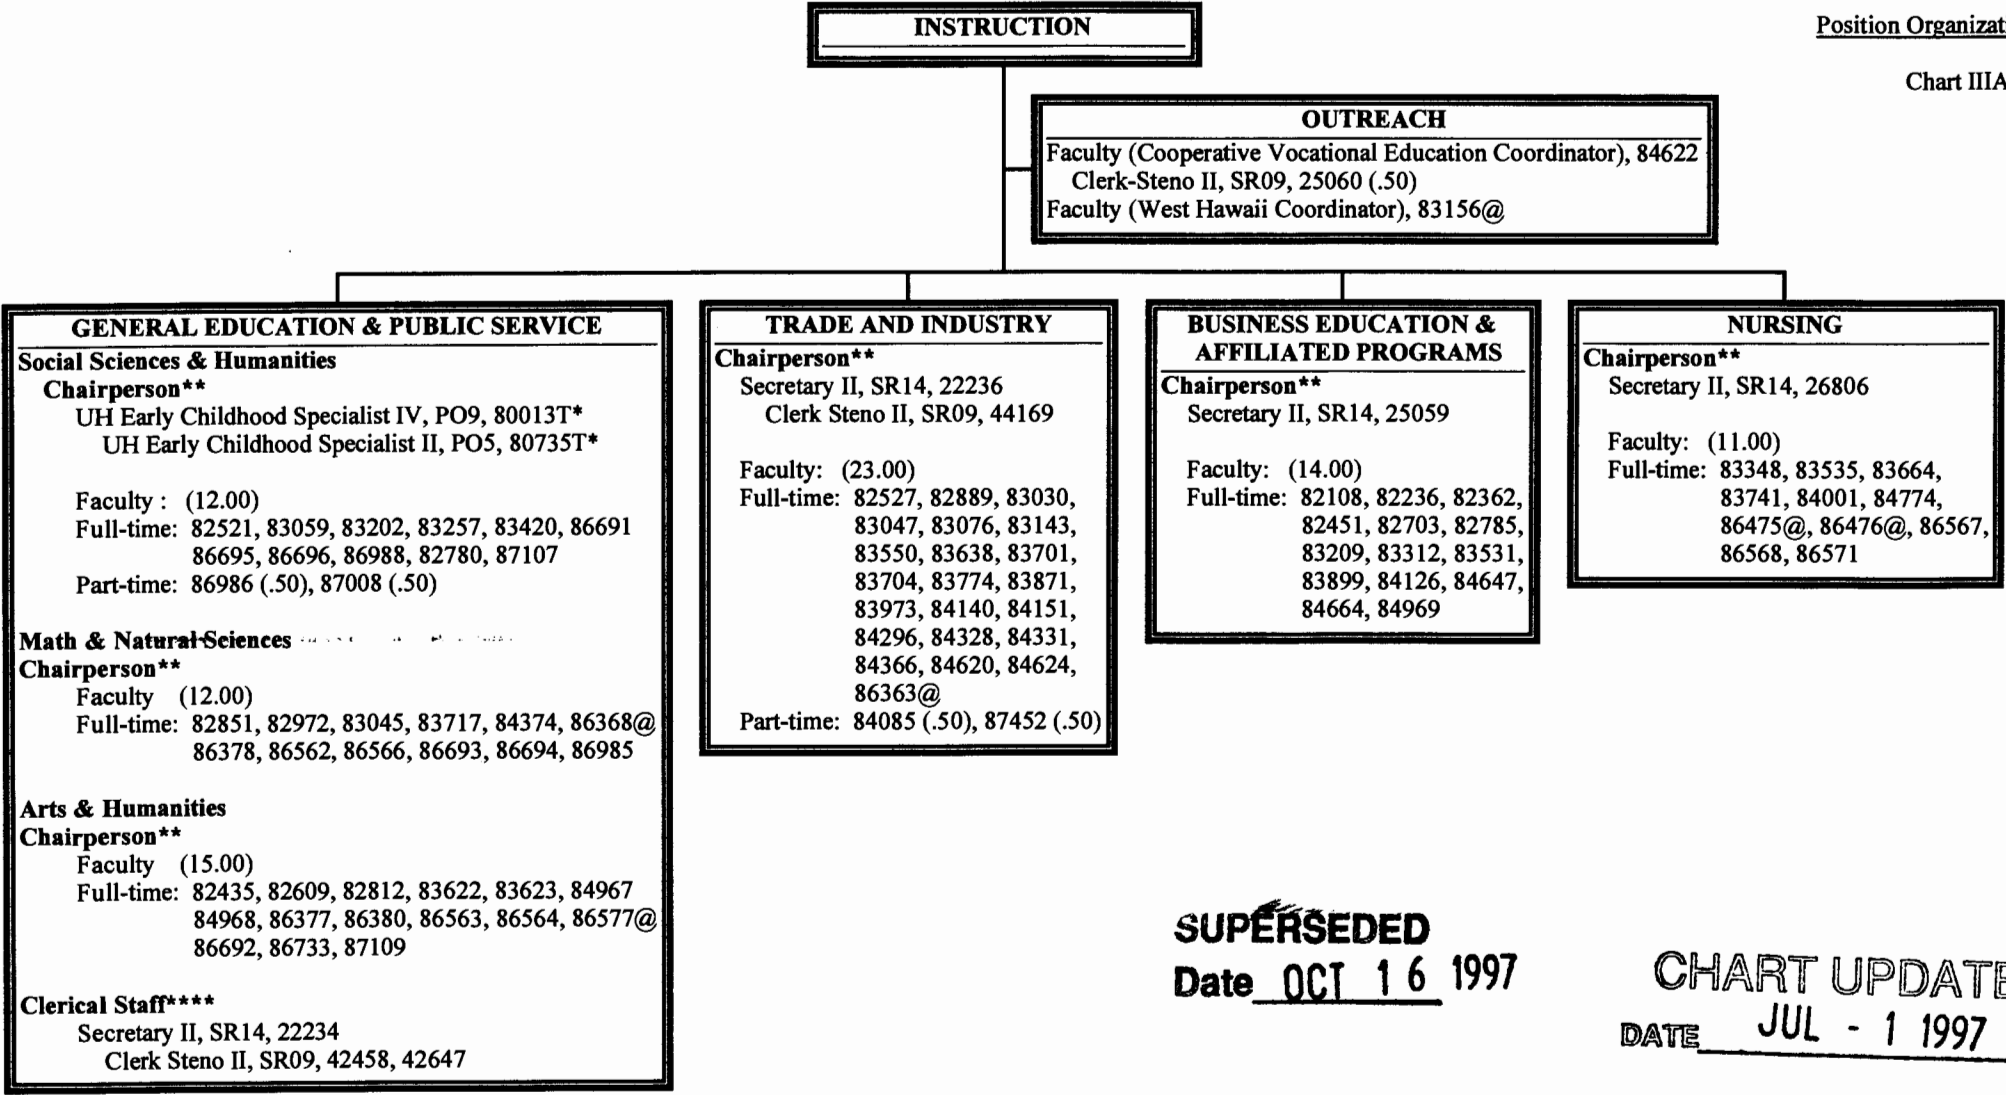 INSTRUCTION
Position Organizat
Chart IIIA
OUTREACH
Faculty (Cooperative Vocational Education Coordinator), 84622
Clerk-Steno II, SR09, 25060 (.50)
Faculty (West Hawaii Coordinator), 83156@
GENERAL EDUCATION & PUBLIC SERVICE
Social Sciences & Humanities
Chairperson**
UH Early Childhood Specialist IV, PO9, 80013T*
UH Early Childhood Specialist II, PO5, 80735T*
Faculty : (12.00)
Full-time: 82521, 83059, 83202, 83257, 83420, 86691
86695, 86696, 86988, 82780, 87107
Part-time: 86986 (.50), 87008 (.50)
Math & Natural Sciences
Chairperson**
Faculty (12.00)
Full-time: 82851, 82972, 83045, 83717, 84374, 86368@
86378, 86562, 86566, 86693, 86694, 86985
Arts & Humanities
Chairperson**
Faculty (15.00)
Full-time: 82435, 82609, 82812, 83622, 83623, 84967
84968, 86377, 86380, 86563, 86564, 86577@
86692, 86733, 87109
Clerical Staff****
Secretary II, SR14, 22234
Clerk Steno II, SR09, 42458, 42647
TRADE AND INDUSTRY
Chairperson**
Secretary II, SR14, 22236
Clerk Steno II, SR09, 44169
Faculty: (23.00)
Full-time: 82527, 82889, 83030,
83047, 83076, 83143,
83550, 83638, 83701,
83704, 83774, 83871,
83973, 84140, 84151,
84296, 84328, 84331,
84366, 84620, 84624,
86363@
Part-time: 84085 (.50), 87452 (.50)
BUSINESS EDUCATION &
AFFILIATED PROGRAMS
Chairperson**
Secretary II, SR14, 25059
Faculty: (14.00)
Full-time: 82108, 82236, 82362,
82451, 82703, 82785,
83209, 83312, 83531,
83899, 84126, 84647,
84664, 84969
NURSING
Chairperson**
Secretary II, SR14, 26806
Faculty: (11.00)
Full-time: 83348, 83535, 83664,
83741, 84001, 84774,
86475@, 86476@, 86567,
86568, 86571
SUPERSEDED
Date OCT 16 1997
CHART UPDATE
DATE JUL - 1 1997